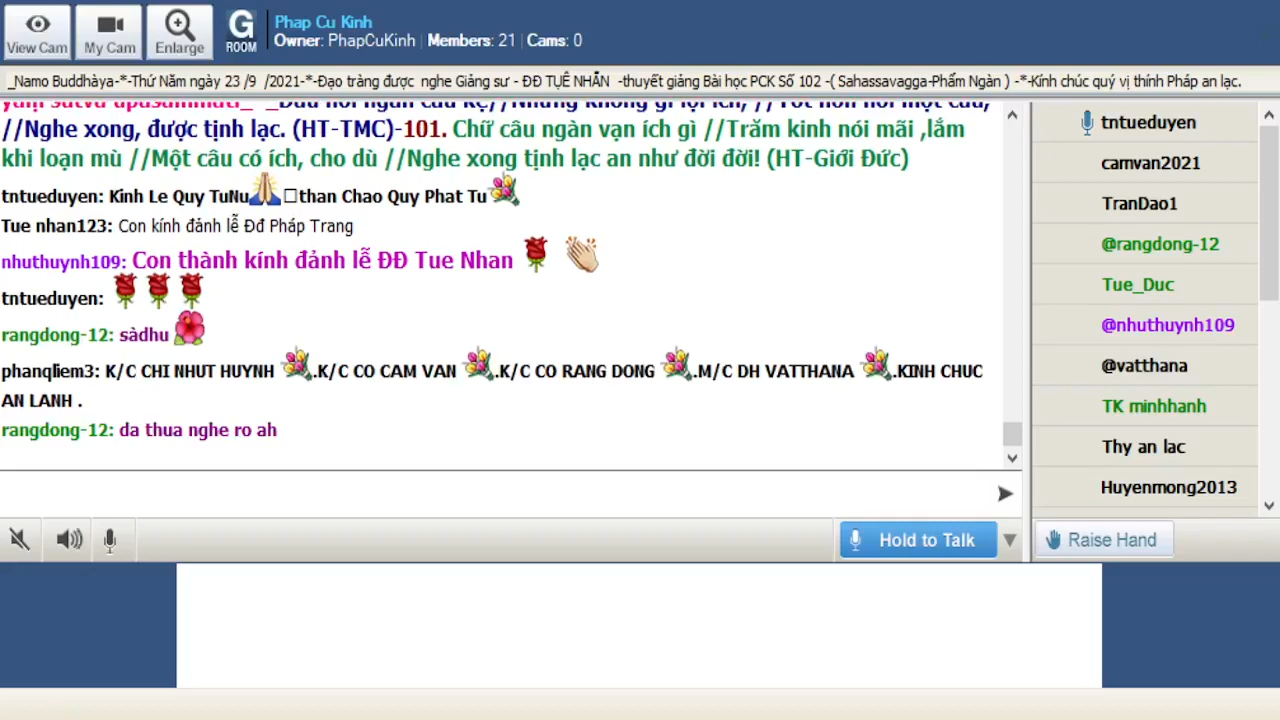 View Cam
My Cam
Enlarge
G
ROOM
Phap Cu Kinh
Owner: PhapCuKinh | Members: 21 | Cams: 0
_Namo Buddhàya-*-Thứ Năm ngày 23 /9 /2021-*-Đạo tràng được nghe Giảng sư - ĐĐ TUỆ NHẪN -thuyết giảng Bài học PCK Số 102 -( Sahassavagga-Phẩm Ngàn ) -*-Kính chúc quý vị thính Pháp an lạc.
//Nghe xong, được tịnh lạc. (HT-TMC)-101. Chữ câu ngàn vạn ích gì //Trăm kinh nói mãi ,lắm
khi loạn mù //Một câu có ích, cho dù //Nghe xong tịnh lạc an như đời đời! (HT-Giới Đức)
tntueduyen: Kinh Le Quy TuNu than Chao Quy Phat Tu
Tue nhan123: Con kính đảnh lễ Đđ Pháp Trang
nhuthuynh109: Con thành kính đảnh lễ ĐĐ Tue Nhan
tntueduyen:
rangdong-12: sàdhu
phanqliem3: K/C CHI NHUT HUYNH .K/C CO CAM VAN .K/C CO RANG DONG .M/C DH VATTHANA .KINH CHUC
AN LANH .
rangdong-12: da thua nghe ro ah
tntueduyen
camvan2021
TranDao1
@rangdong-12
Tue_Duc
@nhuthuynh109
@vatthana
TK minhhanh
Thy an lac
Huyenmong2013
Hold to Talk
Raise Hand